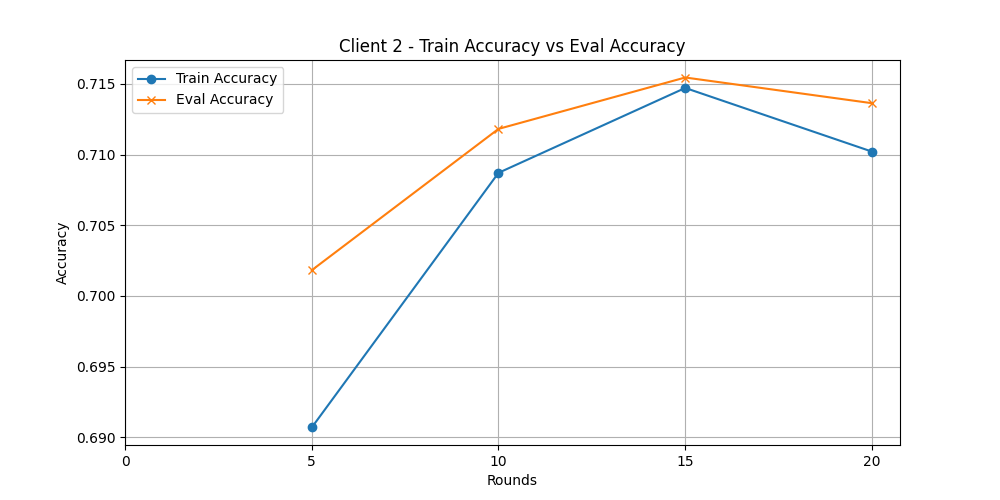 Client 2 - Train Accuracy vs Eval Accuracy
Train Accuracy
Eval Accuracy
0.715
0.710
0.705
0.700
0.695
0.690
Accuracy
0 5 10 15 20
Rounds